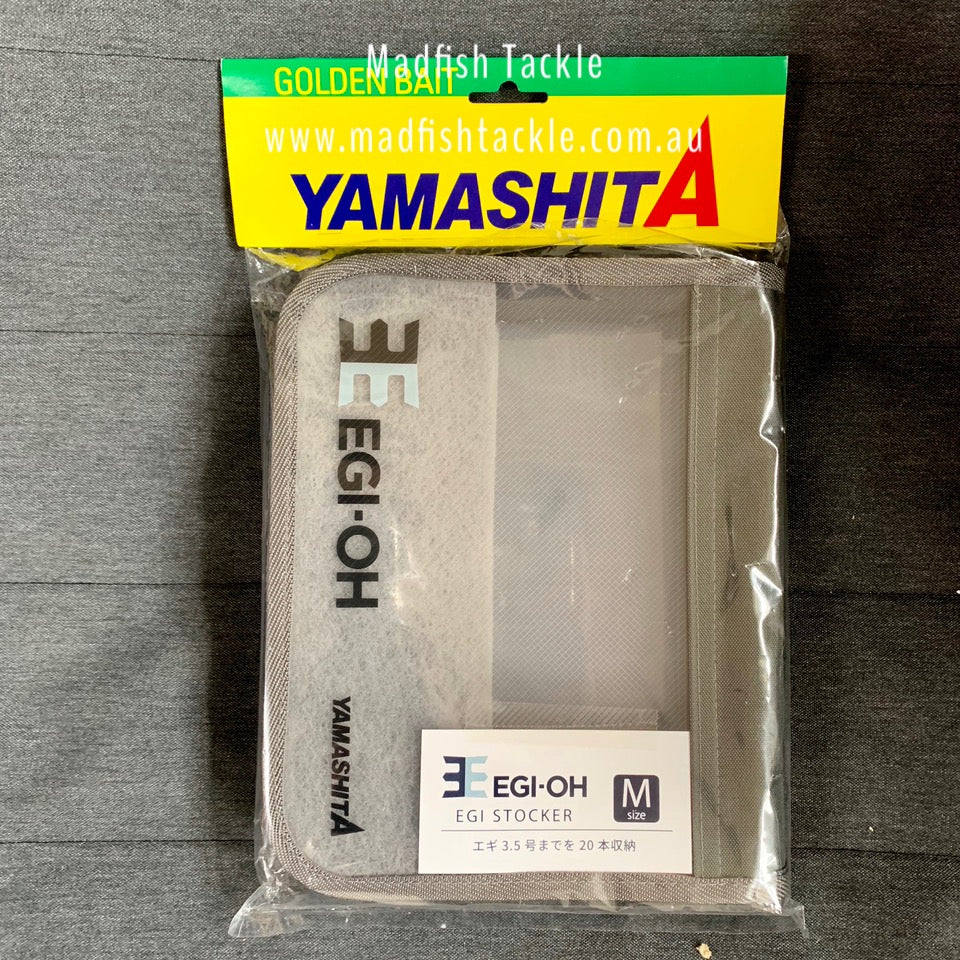 Madfish Tackle
GOLDEN BAIT
www.madfishtackle.com.au
YAMASHITA
EGI-OH
YAMASHITA
EGI-OH
M
size
EGI STOCKER
エギ 3.5 号までを 20 本収納